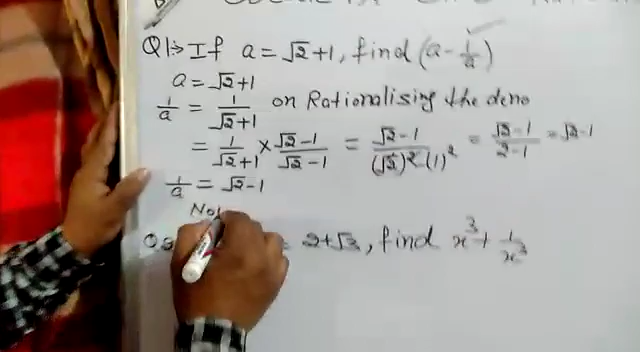 Q1:⇒ If a = √2+1, find (a - 1/a)
a = √2+1
1/a = 1/(√2+1) on Rationalising the deno
= 1/(√2+1) × (√2-1)/(√2-1) = (√2-1)/((√2)²-(1)²) = (√2-1)/(2-1) = √2-1
1/a = √2-1
= 2+√3, find x³ + 1/x³